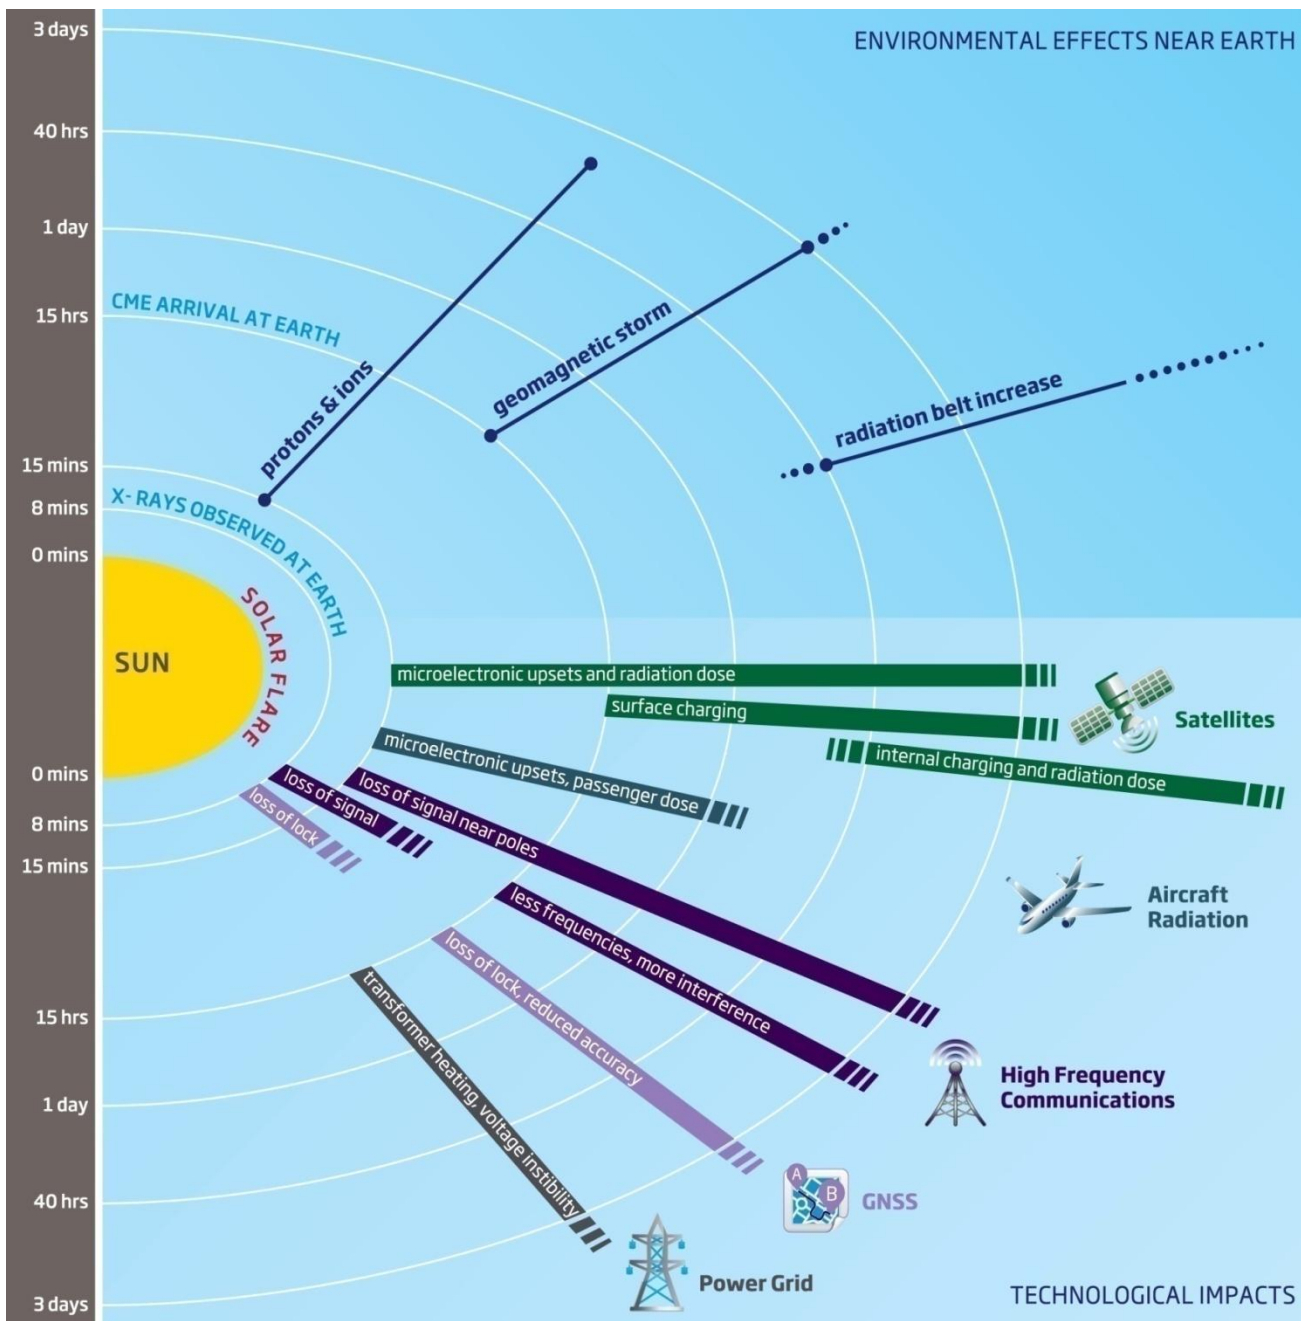 3 days
ENVIRONMENTAL EFFECTS NEAR EARTH
40 hrs
1 day
CME ARRIVAL AT EARTH
15 hrs
protons & ions
geomagnetic storm
radiation belt increase
15 mins
X- RAYS OBSERVED AT EARTH
8 mins
0 mins
SOLAR FLARE
SUN
microelectronic upsets and radiation dose
surface charging
Satellites
internal charging and radiation dose
microelectronic upsets, passenger dose
0 mins
loss of signal
loss of signal near poles
loss of lock
8 mins
15 mins
Aircraft
Radiation
less frequencies, more interference
loss of lock, reduced accuracy
transformer heating, voltage instibility
15 hrs
High Frequency
Communications
1 day
A
B
GNSS
40 hrs
Power Grid
TECHNOLOGICAL IMPACTS
3 days